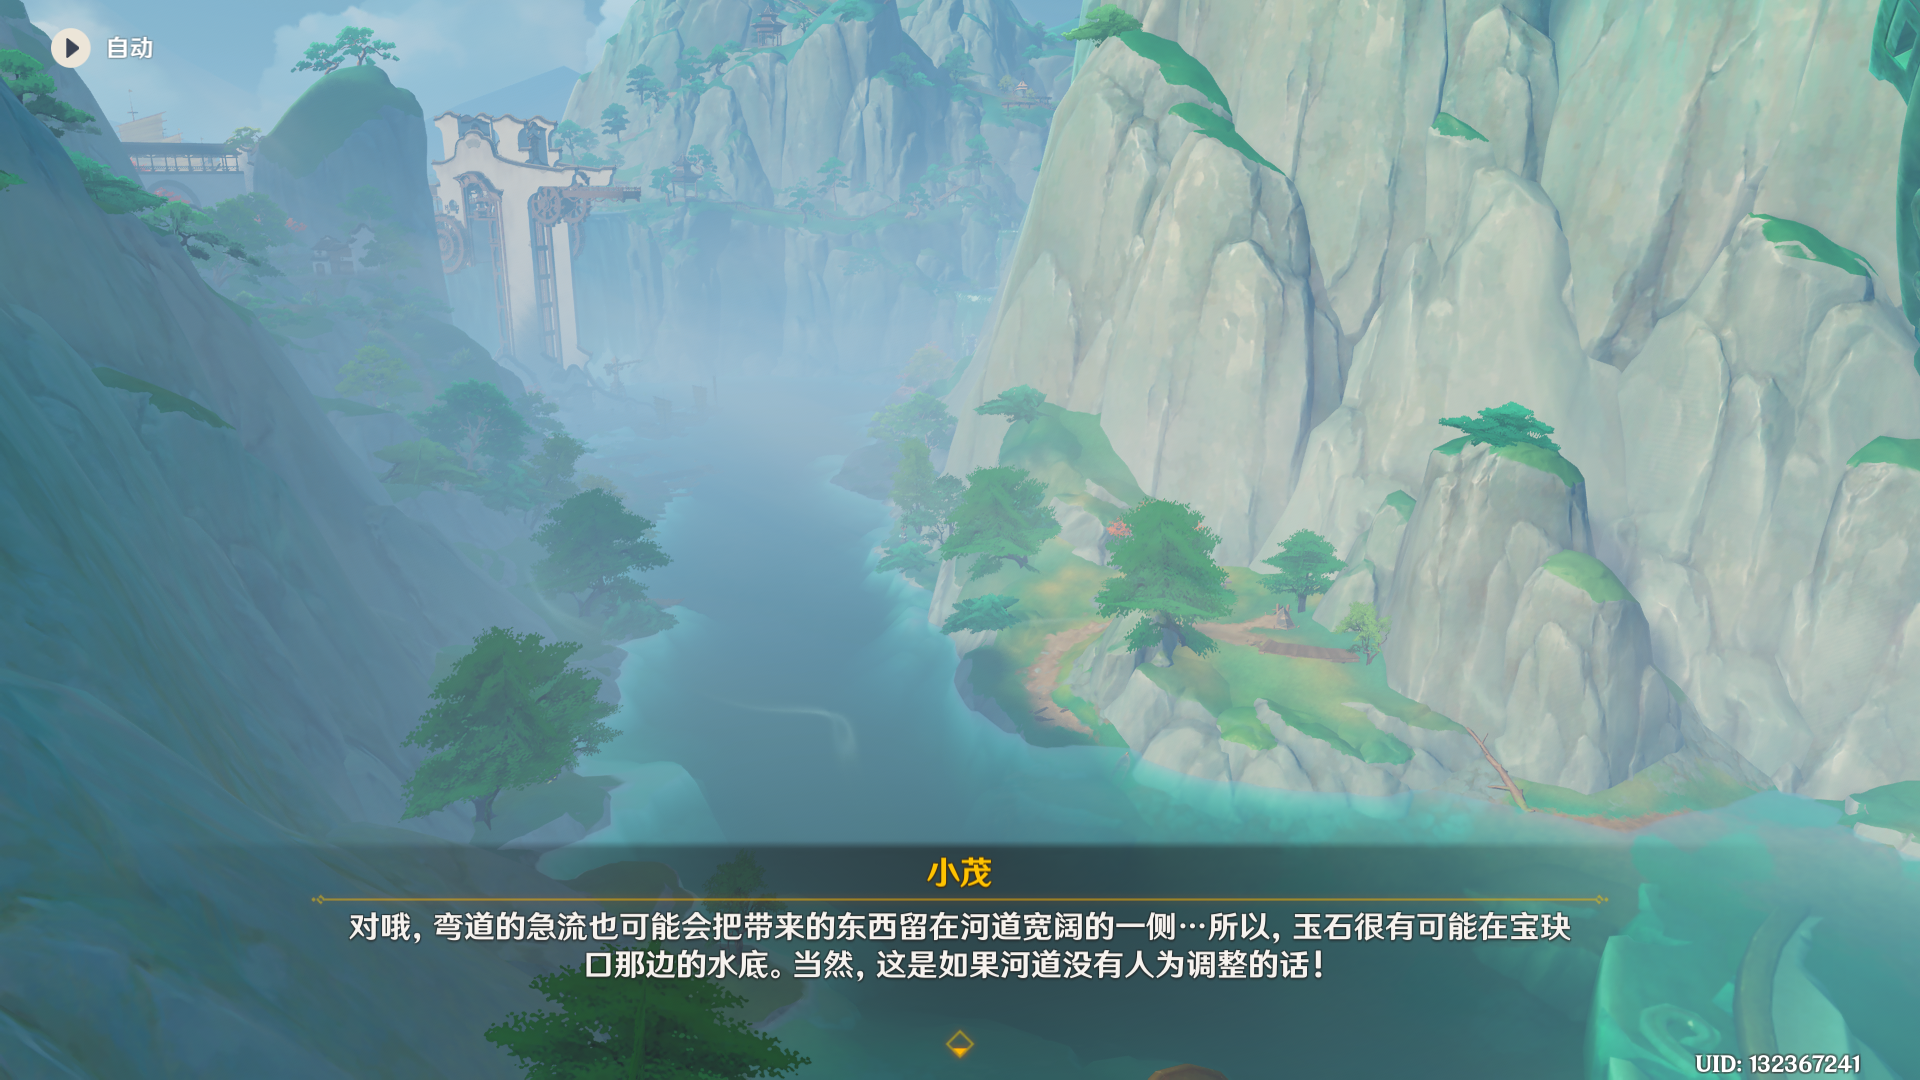 自动
小茂
对哦，弯道的急流也可能会把带来的东西留在河道宽阔的一侧…所以，玉石很有可能在宝玦
口那边的水底。当然，这是如果河道没有人为调整的话！
UID: 132367241